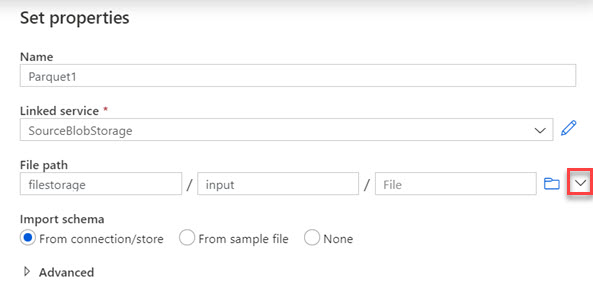 Set properties
Name
Parquet1
Linked service *
SourceBlobStorage
File path
filestorage / input / File
Import schema
From connection/store From sample file None
Advanced